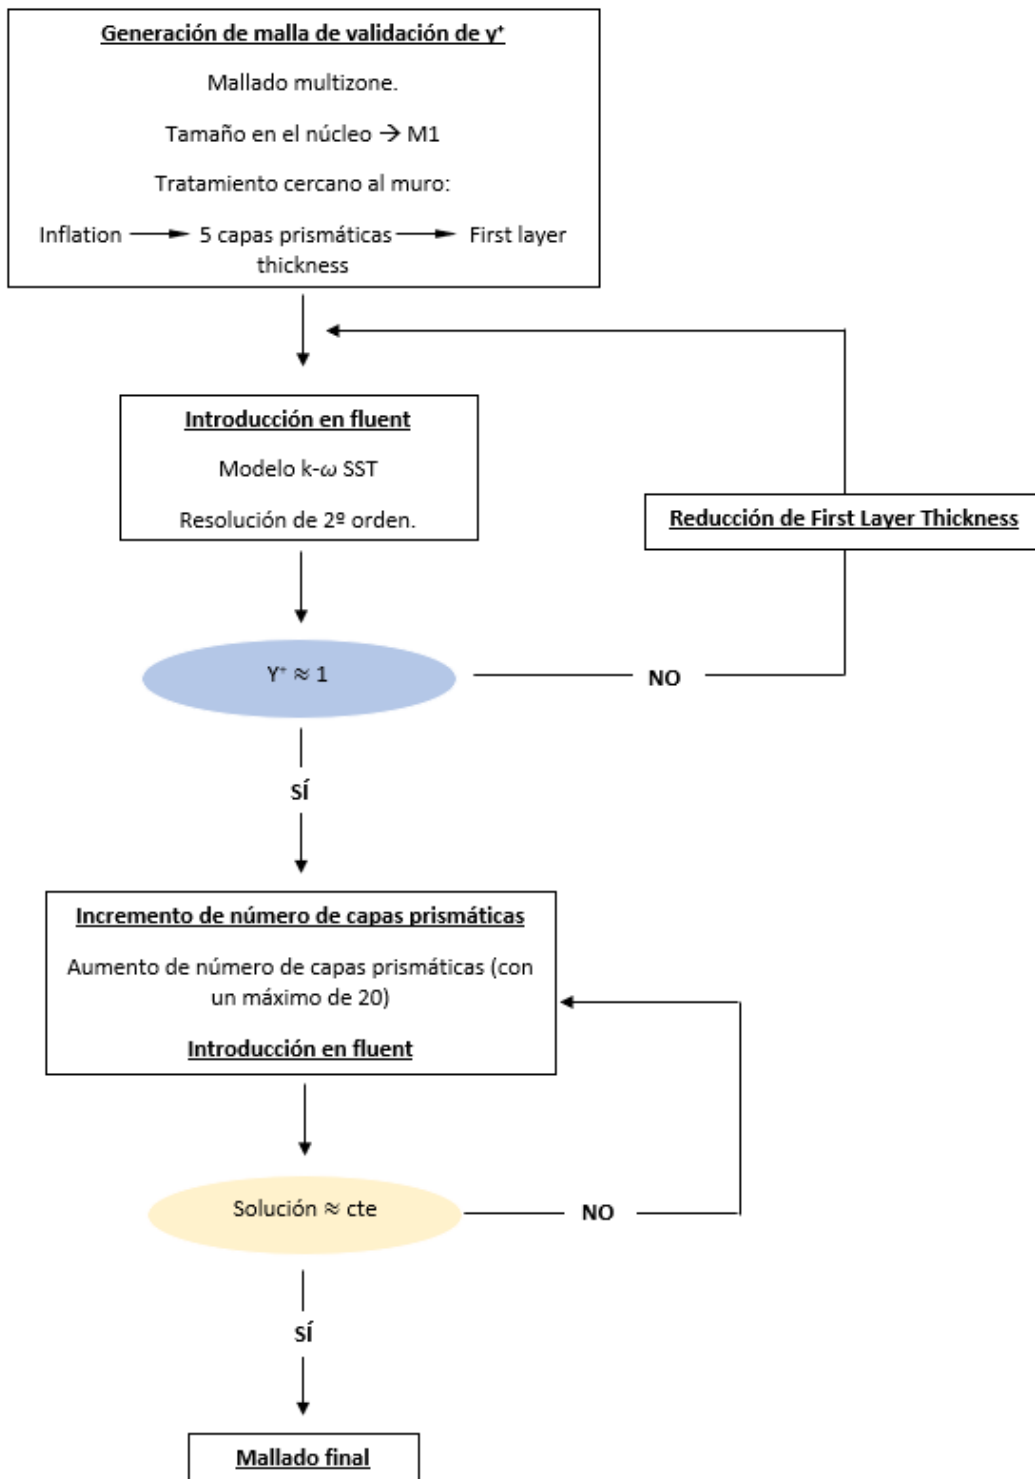 Generación de malla de validación de y⁺
Mallado multizone.
Tamaño en el núcleo → M1
Tratamiento cercano al muro:
Inflation → 5 capas prismáticas → First layer
thickness
Introducción en fluent
Modelo k-ω SST
Resolución de 2º orden.
Reducción de First Layer Thickness
Y⁺ ≈ 1
NO
SÍ
Incremento de número de capas prismáticas
Aumento de número de capas prismáticas (con
un máximo de 20)
Introducción en fluent
Solución ≈ cte
NO
SÍ
Mallado final